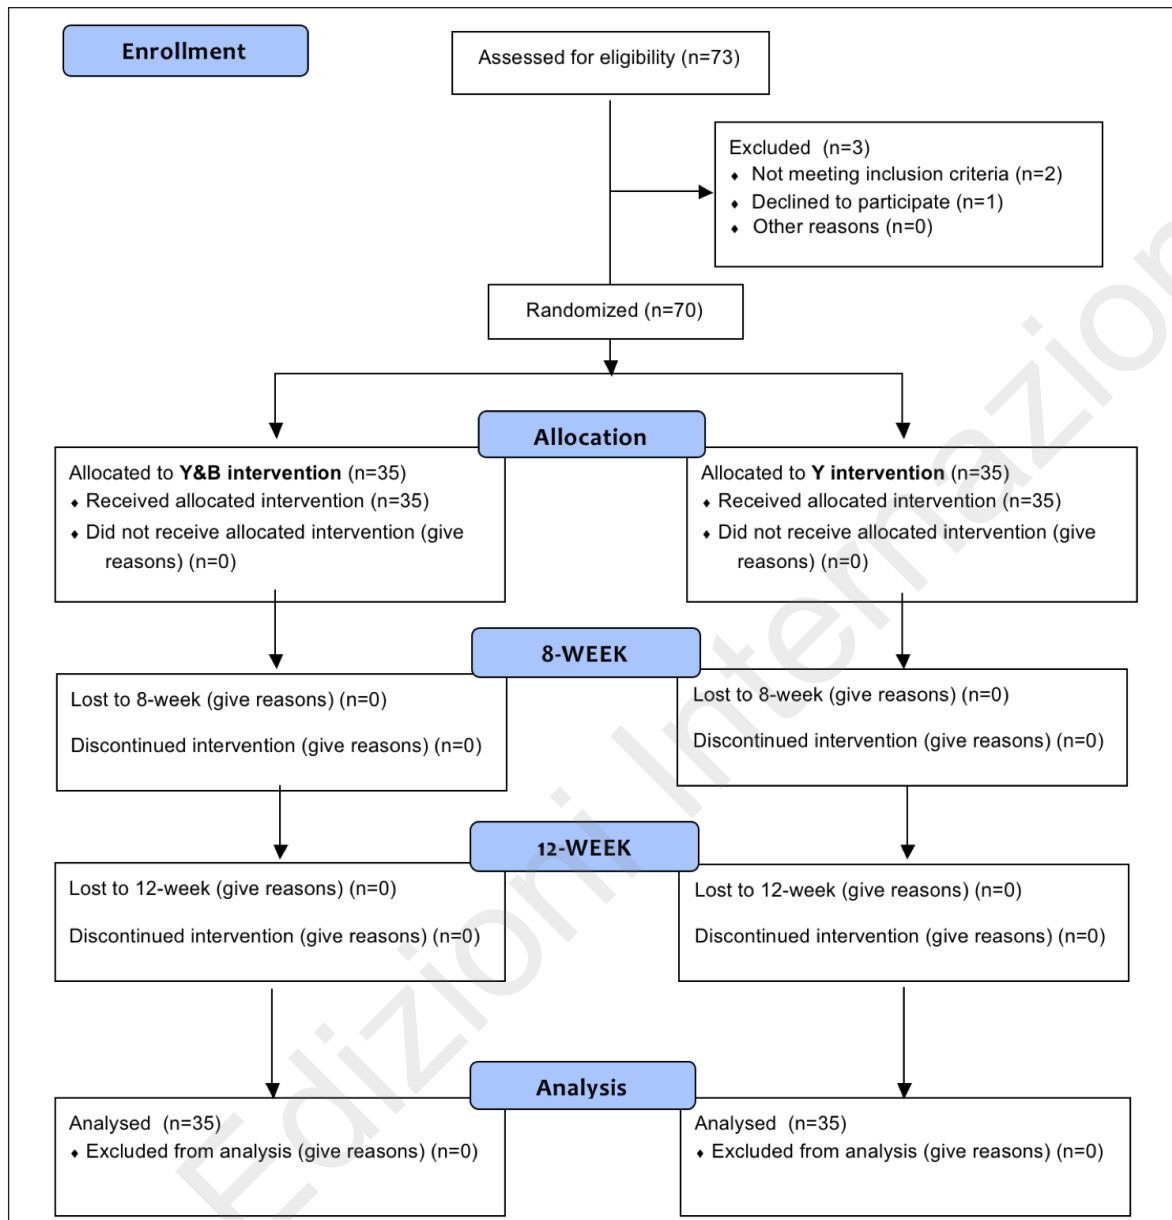 Enrollment
Assessed for eligibility (n=73)
Excluded (n=3)
♦ Not meeting inclusion criteria (n=2)
♦ Declined to participate (n=1)
♦ Other reasons (n=0)
Randomized (n=70)
Allocation
Allocated to Y&B intervention (n=35)
♦ Received allocated intervention (n=35)
♦ Did not receive allocated intervention (give
reasons) (n=0)
Allocated to Y intervention (n=35)
♦ Received allocated intervention (n=35)
♦ Did not receive allocated intervention (give
reasons) (n=0)
8-WEEK
Lost to 8-week (give reasons) (n=0)
Discontinued intervention (give reasons) (n=0)
Lost to 8-week (give reasons) (n=0)
Discontinued intervention (give reasons) (n=0)
12-WEEK
Lost to 12-week (give reasons) (n=0)
Discontinued intervention (give reasons) (n=0)
Lost to 12-week (give reasons) (n=0)
Discontinued intervention (give reasons) (n=0)
Analysis
Analysed (n=35)
♦ Excluded from analysis (give reasons) (n=0)
Analysed (n=35)
♦ Excluded from analysis (give reasons) (n=0)
Edizioni